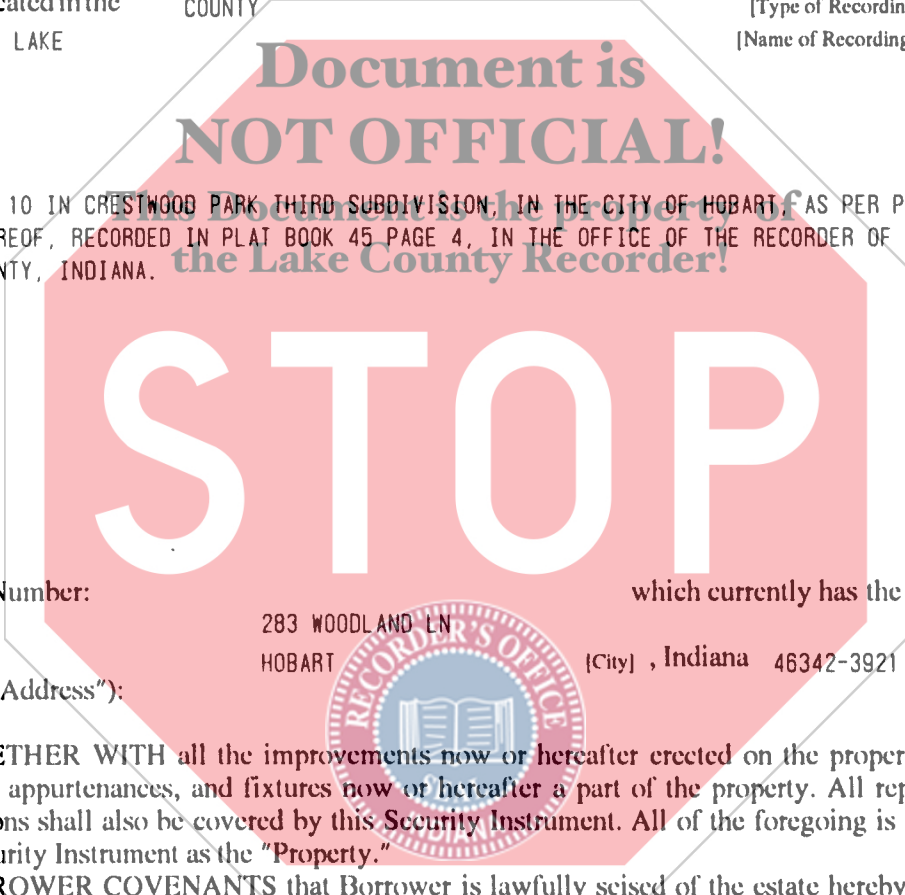 cated in the COUNTY [Type of Recordin
LAKE [Name of Recording
Document is
NOT OFFICIAL!
10 IN CRESTWOOD PARK THIRD SUBDIVISION, IN THE CITY OF HOBART, AS PER P
This Document is the property of
REOF, RECORDED IN PLAT BOOK 45 PAGE 4, IN THE OFFICE OF THE RECORDER OF
the Lake County Recorder!
NTY, INDIANA.
STOP
Number: which currently has the
283 WOODLAND LN
HOBART [City] , Indiana 46342-3921
Address"):
RECORDER'S OFFICE
SEAL
INDIANA
ETHER WITH all the improvements now or hereafter erected on the proper
appurtenances, and fixtures now or hereafter a part of the property. All rep
ons shall also be covered by this Security Instrument. All of the foregoing is
urity Instrument as the "Property."
ROWER COVENANTS that Borrower is lawfully seised of the estate hereby